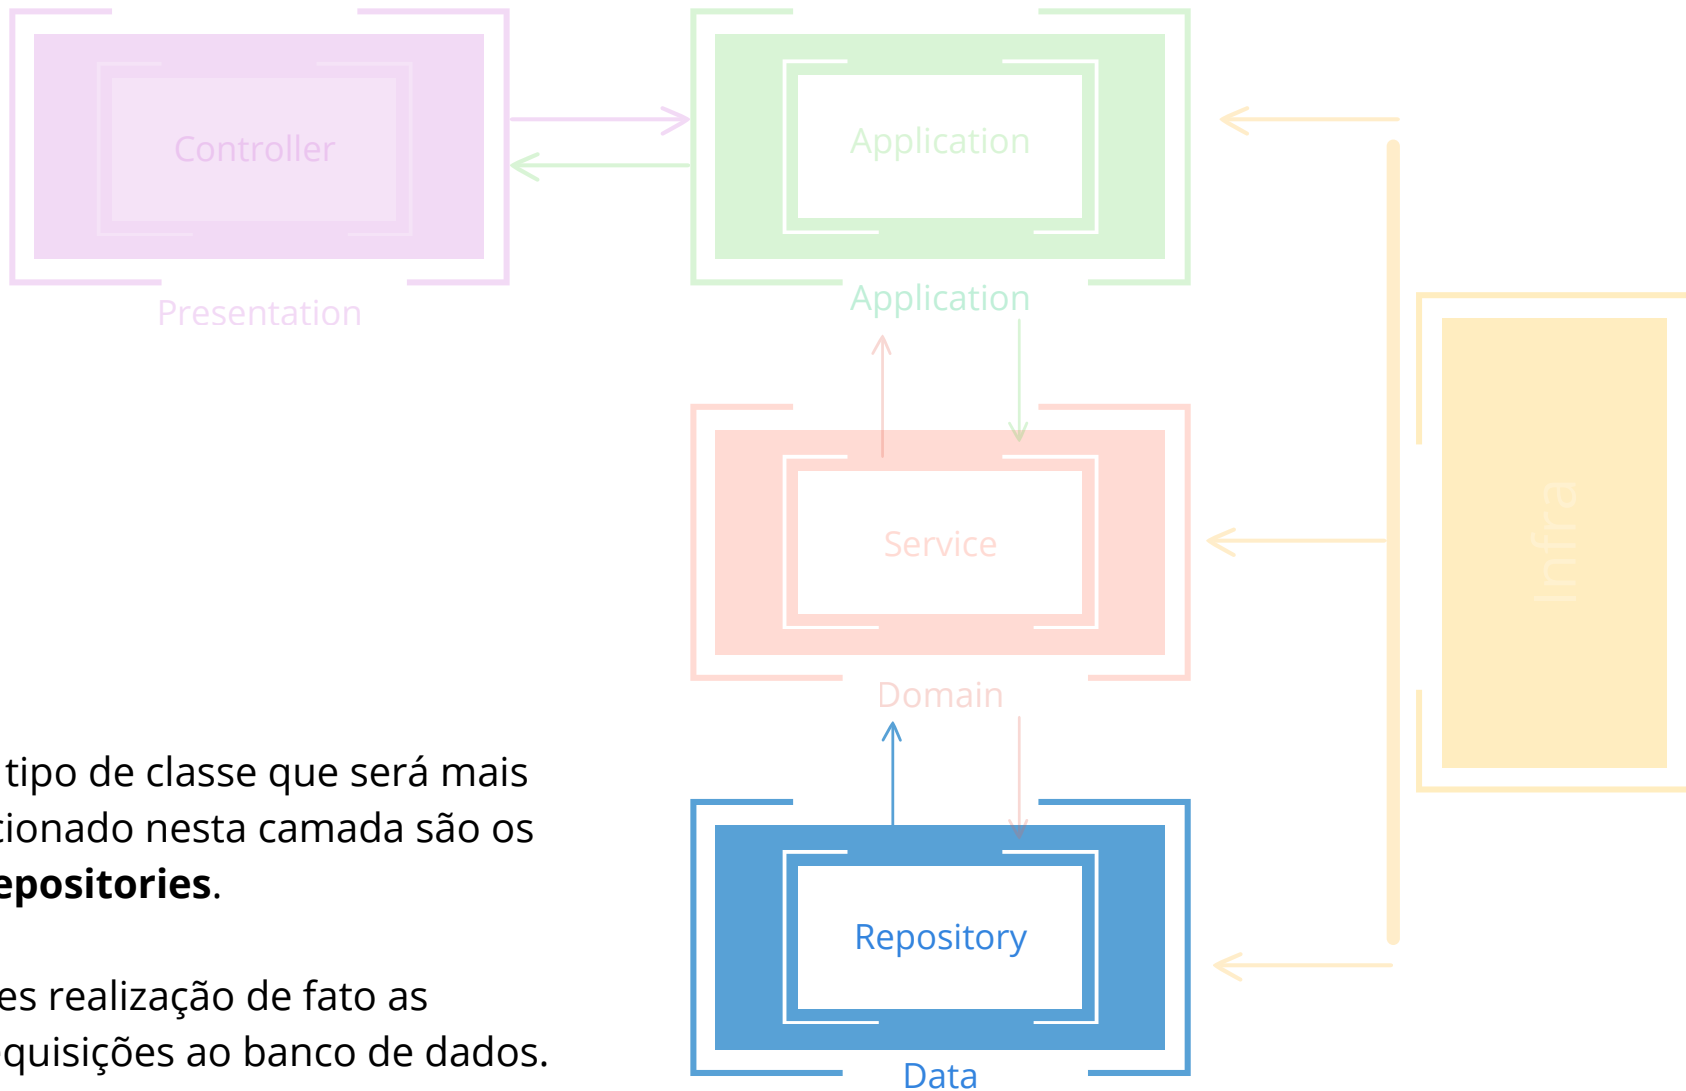 Controller
Presentation
Application
Application
Service
Domain
Infra
tipo de classe que será mais
cionado nesta camada são os
epositories.
es realização de fato as
quisições ao banco de dados.
Repository
Data